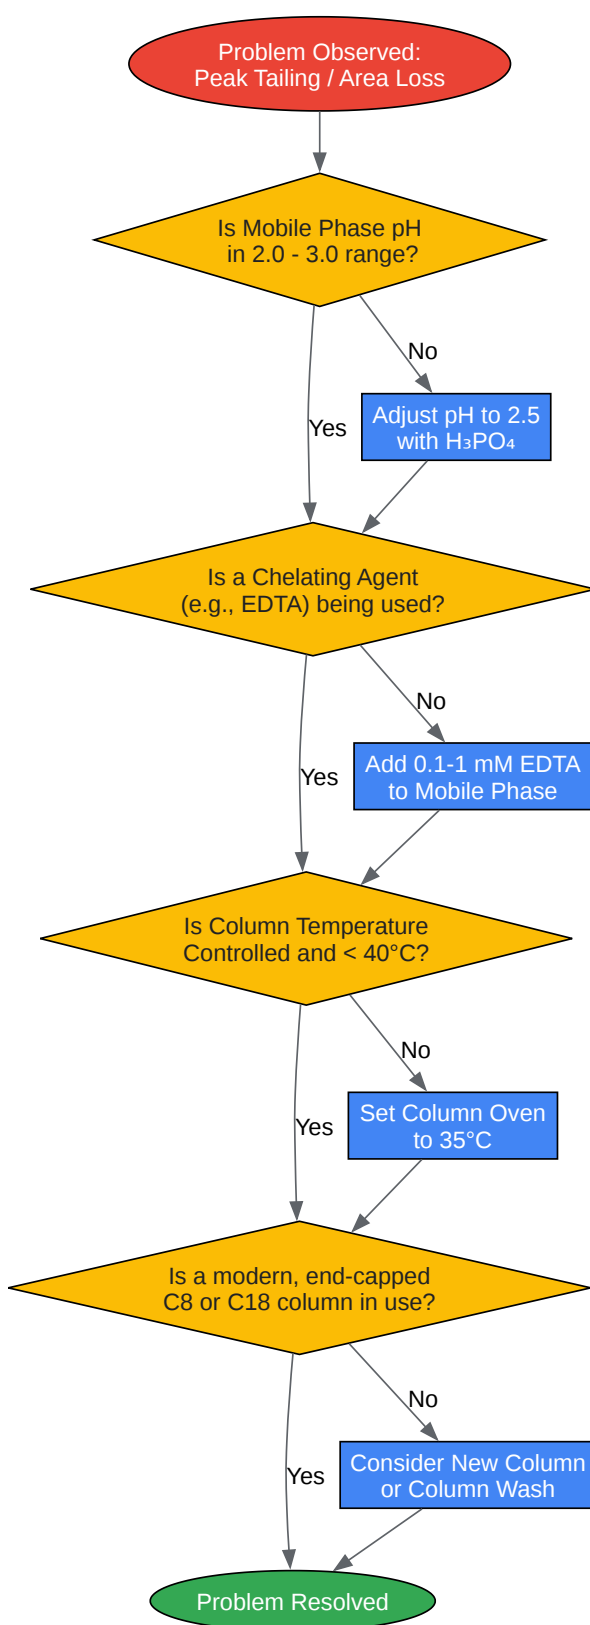 Problem Observed:
Peak Tailing / Area Loss
Is Mobile Phase pH
in 2.0 - 3.0 range?
No
Adjust pH to 2.5
with H₃PO₄
Yes
Is a Chelating Agent
(e.g., EDTA) being used?
No
Add 0.1-1 mM EDTA
to Mobile Phase
Yes
Is Column Temperature
Controlled and < 40°C?
No
Set Column Oven
to 35°C
Yes
Is a modern, end-capped
C8 or C18 column in use?
No
Consider New Column
or Column Wash
Yes
Problem Resolved